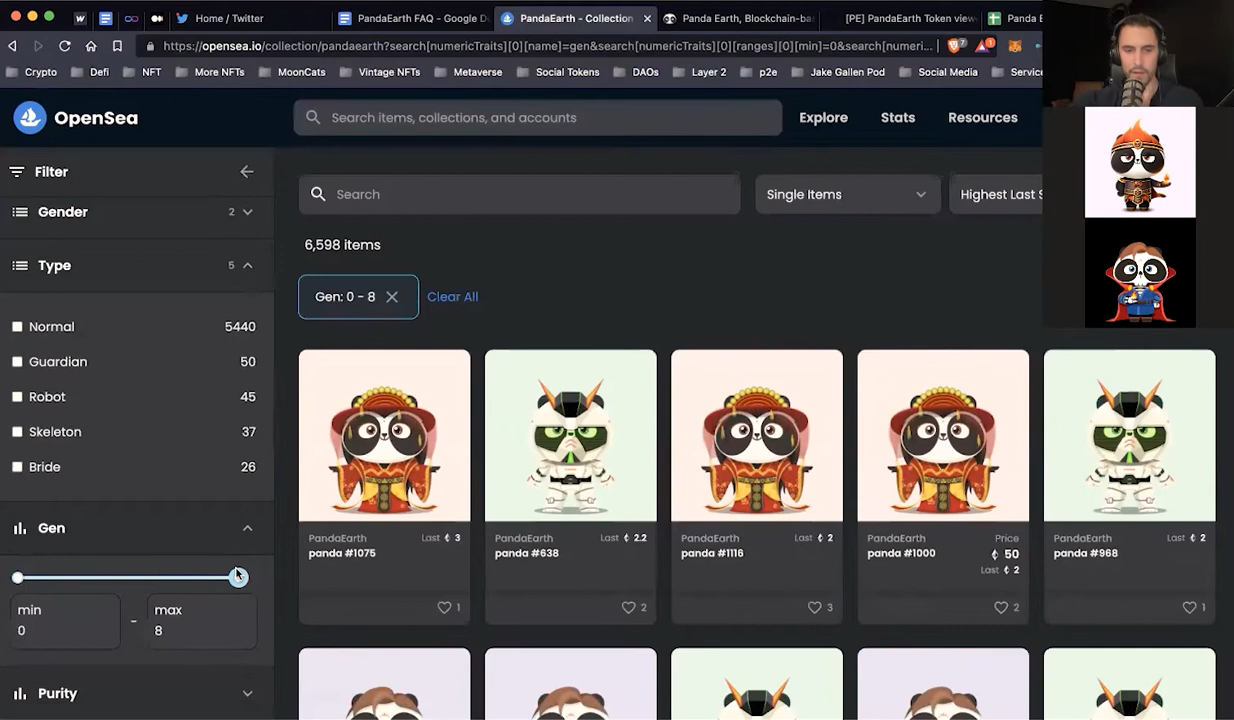 Home / Twitter
PandaEarth FAQ - Google D
PandaEarth - Collection
Panda Earth, Blockchain-ba
[PE] PandaEarth Token view
Panda E
https://opensea.io/collection/pandaearth?search[numericTraits][0][name]=gen&search[numericTraits][0][ranges][0][min]=0&search[numeri...
7
1
Crypto
Defi
NFT
More NFTs
MoonCats
Vintage NFTs
Metaverse
Social Tokens
DAOs
Layer 2
p2e
Jake Gallen Pod
Social Media
Service
OpenSea
Search items, collections, and accounts
Explore
Stats
Resources
Filter
Gender 2
Type 5
Normal 5440
Guardian 50
Robot 45
Skeleton 37
Bride 26
Gen
min
0
-
max
8
Purity
Search
Single Items
Highest Last S
6,598 items
Gen: 0 - 8
Clear All
PandaEarth Last 3
panda #1075
1
PandaEarth Last 2.2
panda #638
2
PandaEarth Last 2
panda #1116
3
PandaEarth Price
panda #1000 50
Last 2
2
PandaEarth Last 2
panda #968
1